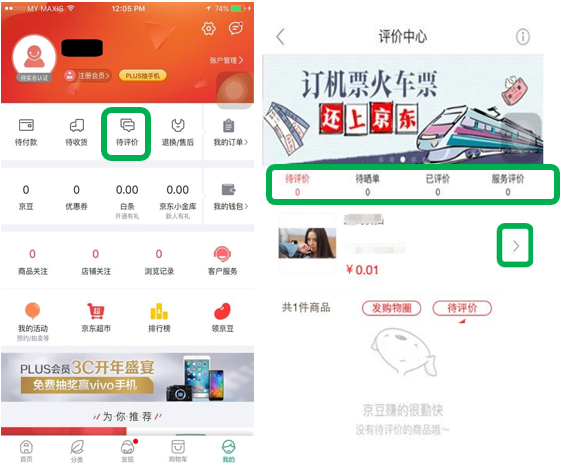 MY MAXIS
12:05 PM
74%
待实名认证
注册会员>
PLUS抽手机
账户管理>
待付款
待收货
待评价
退换/售后
我的订单>
0
0
0.00
0.00
京豆
优惠券
白条
京东小金库
我的钱包>
开通有礼
新人有礼
0
0
0
商品关注
店铺关注
浏览记录
客户服务
超
我的活动
京东超市
排行榜
领京豆
预约/抽卖等
PLUS会员3C开年盛宴
免费抽奖赢vivo手机
为·你·推·荐
首页
分类
发现
购物车
我的
评价中心
订机票火车票
还上京东
待评价
待晒单
已评价
服务评价
0
0
0
0
¥0.01
共1件商品
发购物圈
待评价
京豆赚的很勤快
没有待评价的商品哦~